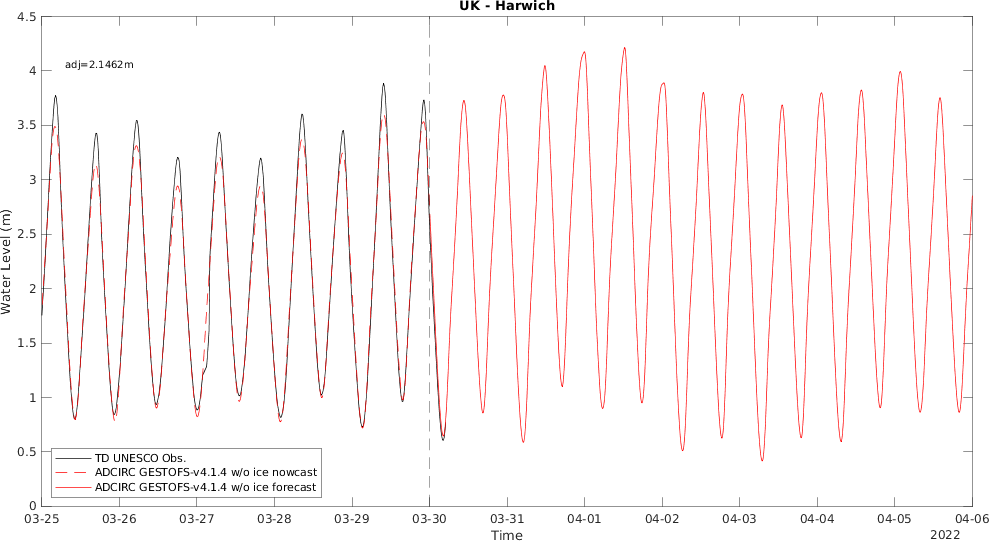 UK - Harwich
adj=2.1462m
4.5
4
3.5
3
2.5
2
1.5
1
0.5
0
Water Level (m)
TD UNESCO Obs.
ADCIRC GESTOFS-v4.1.4 w/o ice nowcast
ADCIRC GESTOFS-v4.1.4 w/o ice forecast
03-25 03-26 03-27 03-28 03-29 03-30 03-31 04-01 04-02 04-03 04-04 04-05 04-06
Time
2022